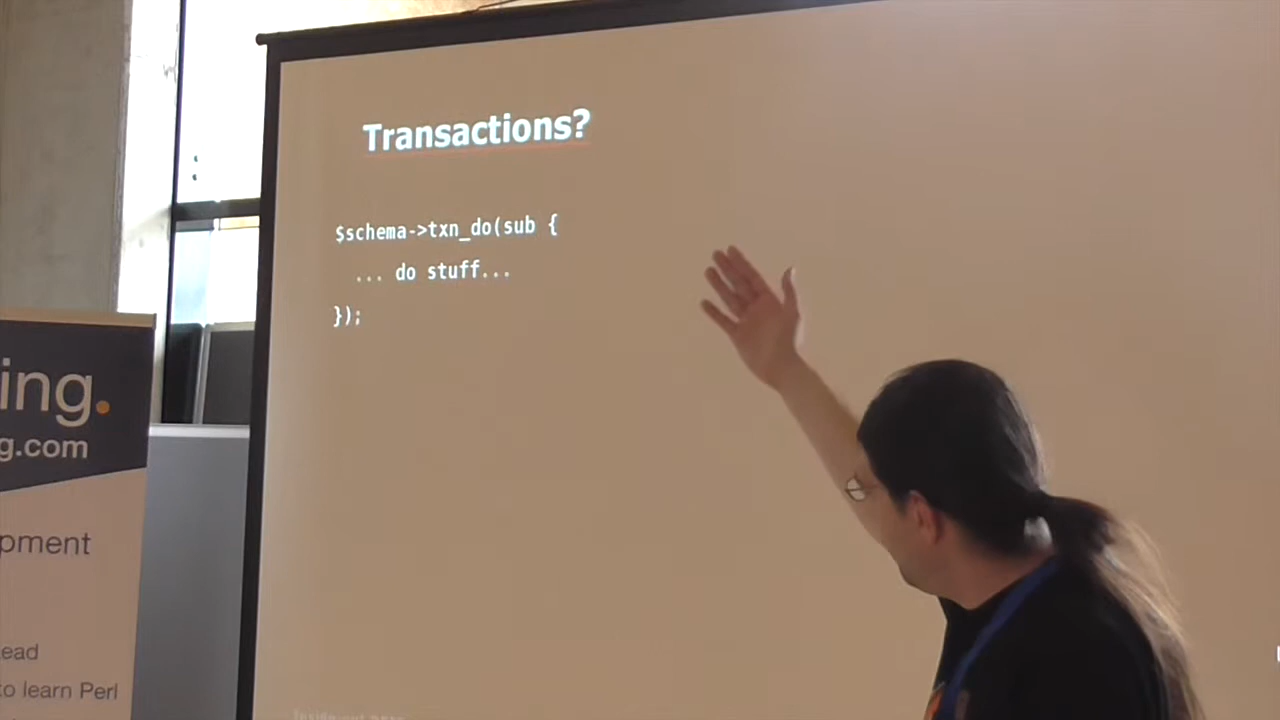 Transactions?
$schema->txn_do(sub {
... do stuff...
});
ing.
g.com
pment
ead
to learn Perl